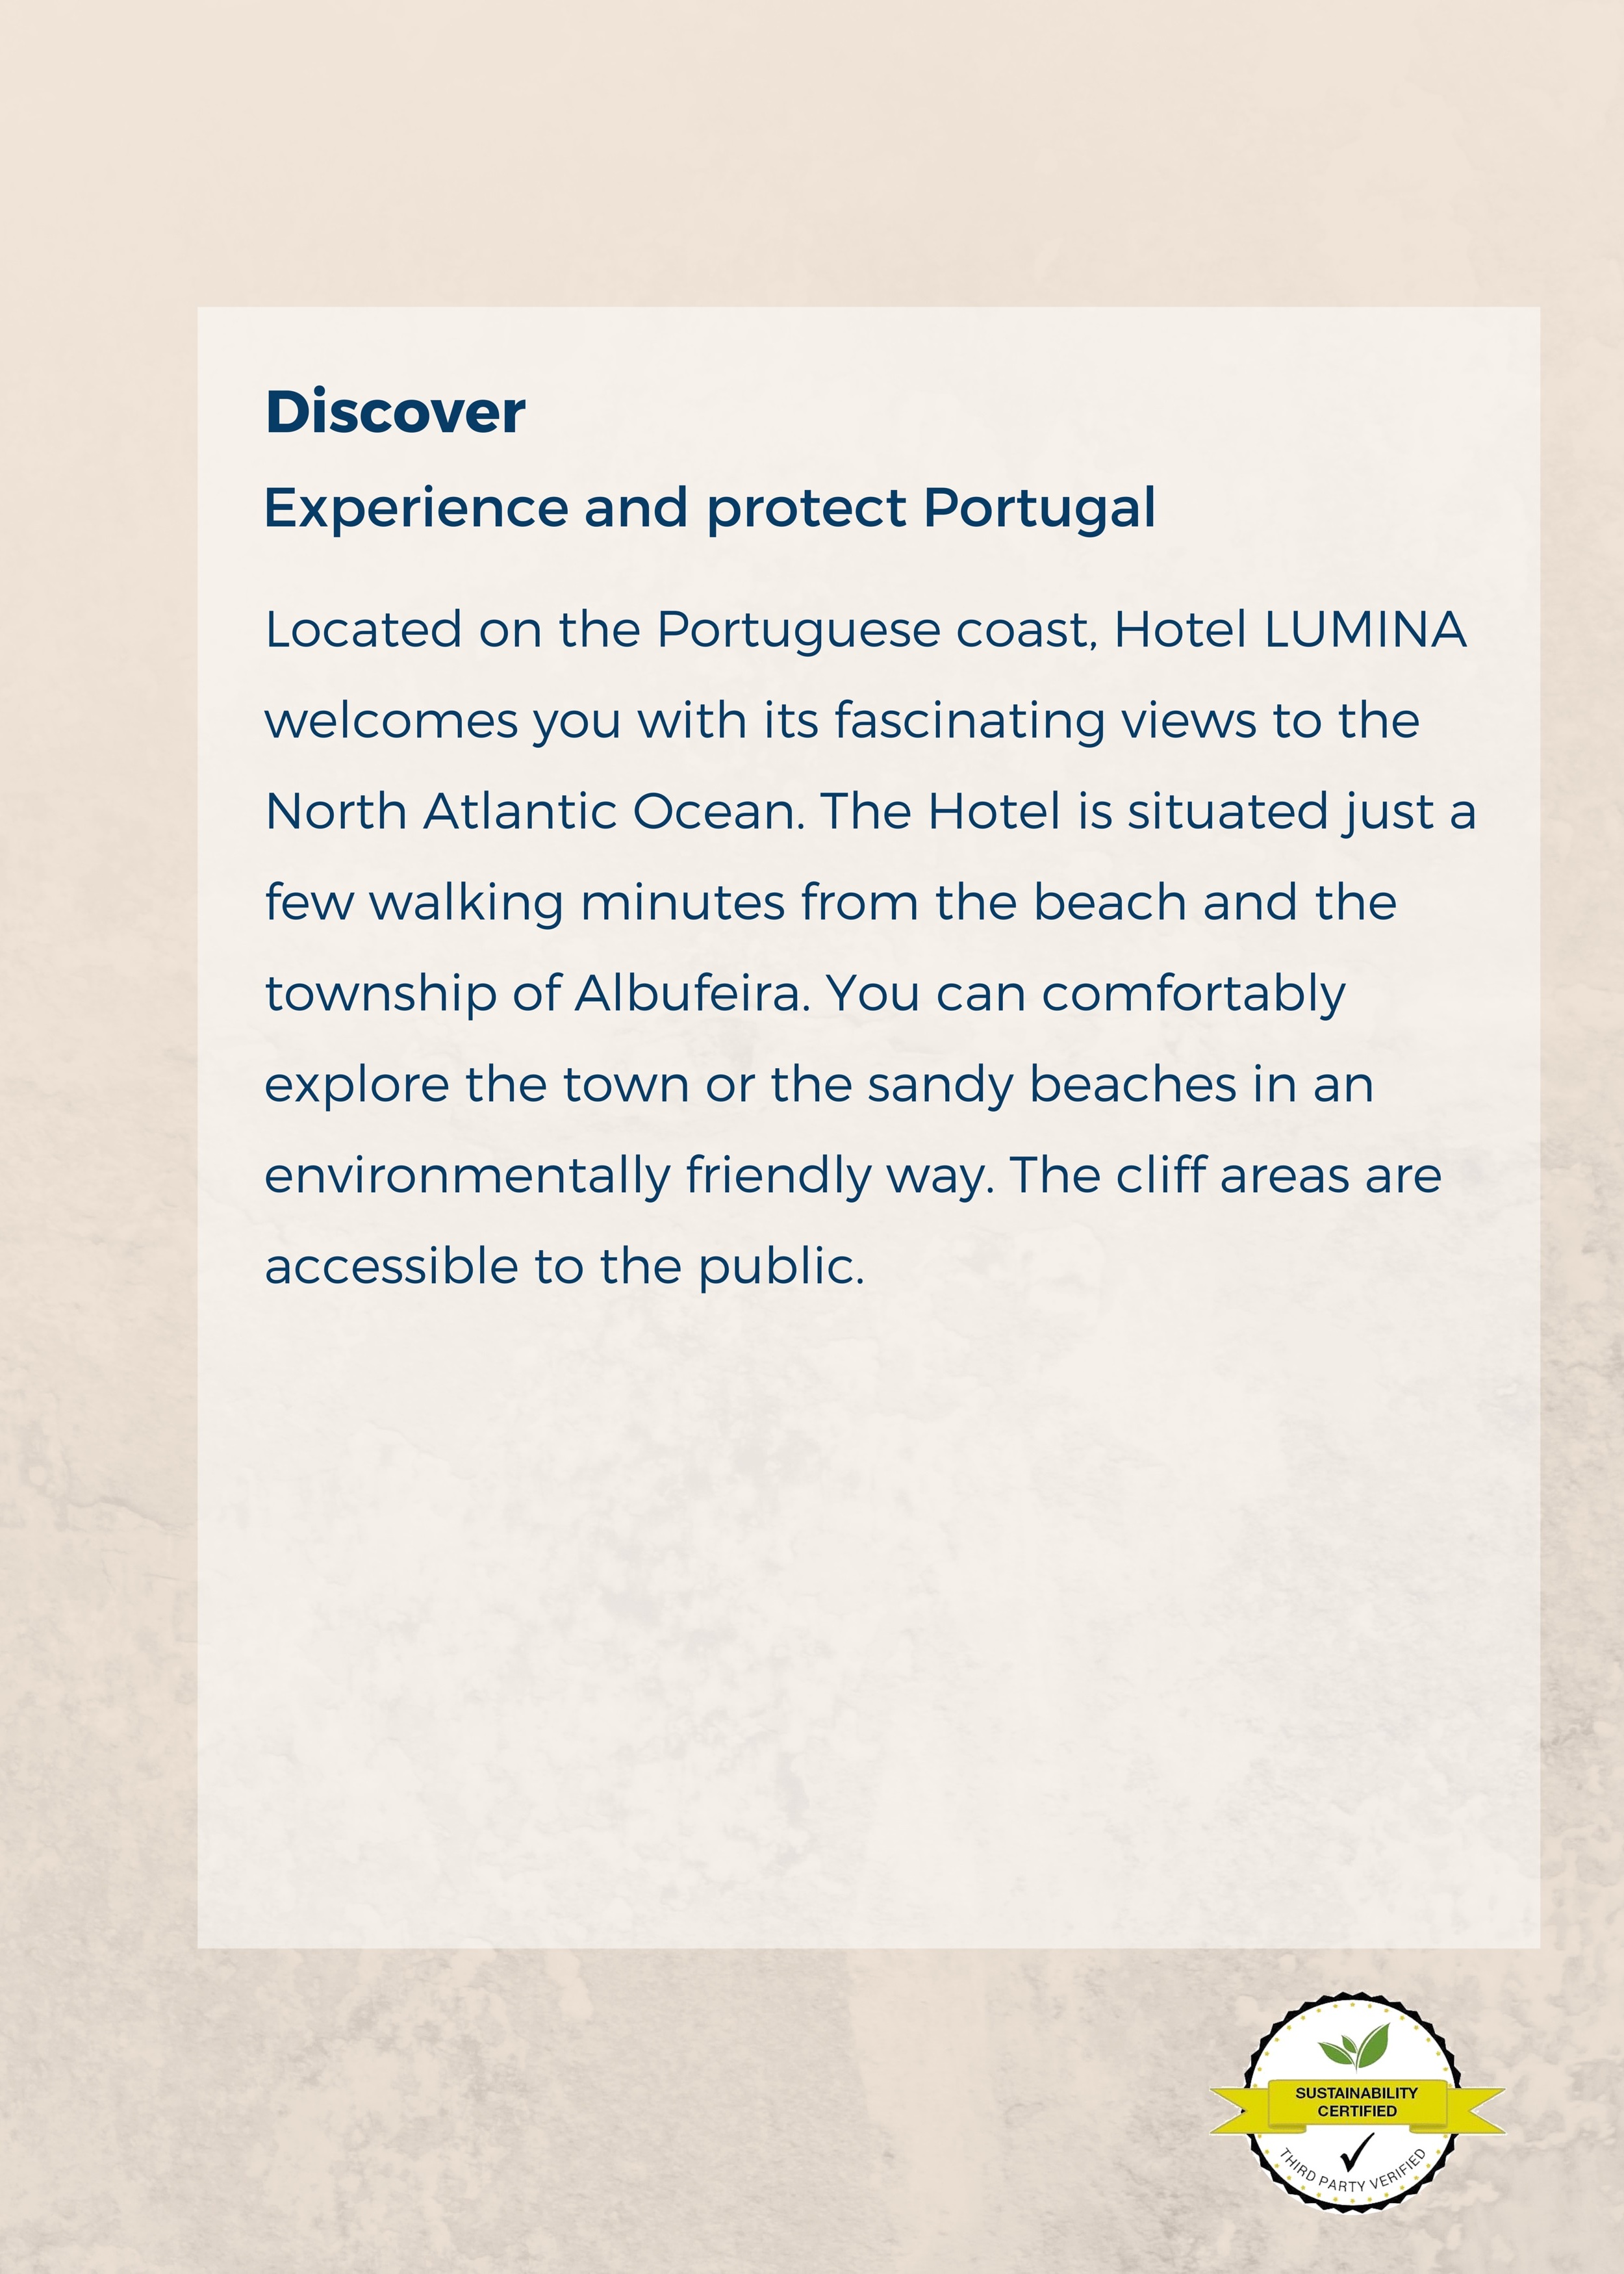 Discover
Experience and protect Portugal
Located on the Portuguese coast, Hotel LUMINA
welcomes you with its fascinating views to the
North Atlantic Ocean. The Hotel is situated just a
few walking minutes from the beach and the
township of Albufeira. You can comfortably
explore the town or the sandy beaches in an
environmentally friendly way. The cliff areas are
accessible to the public.
SUSTAINABILITY
CERTIFIED
THIRD PARTY VERIFIED